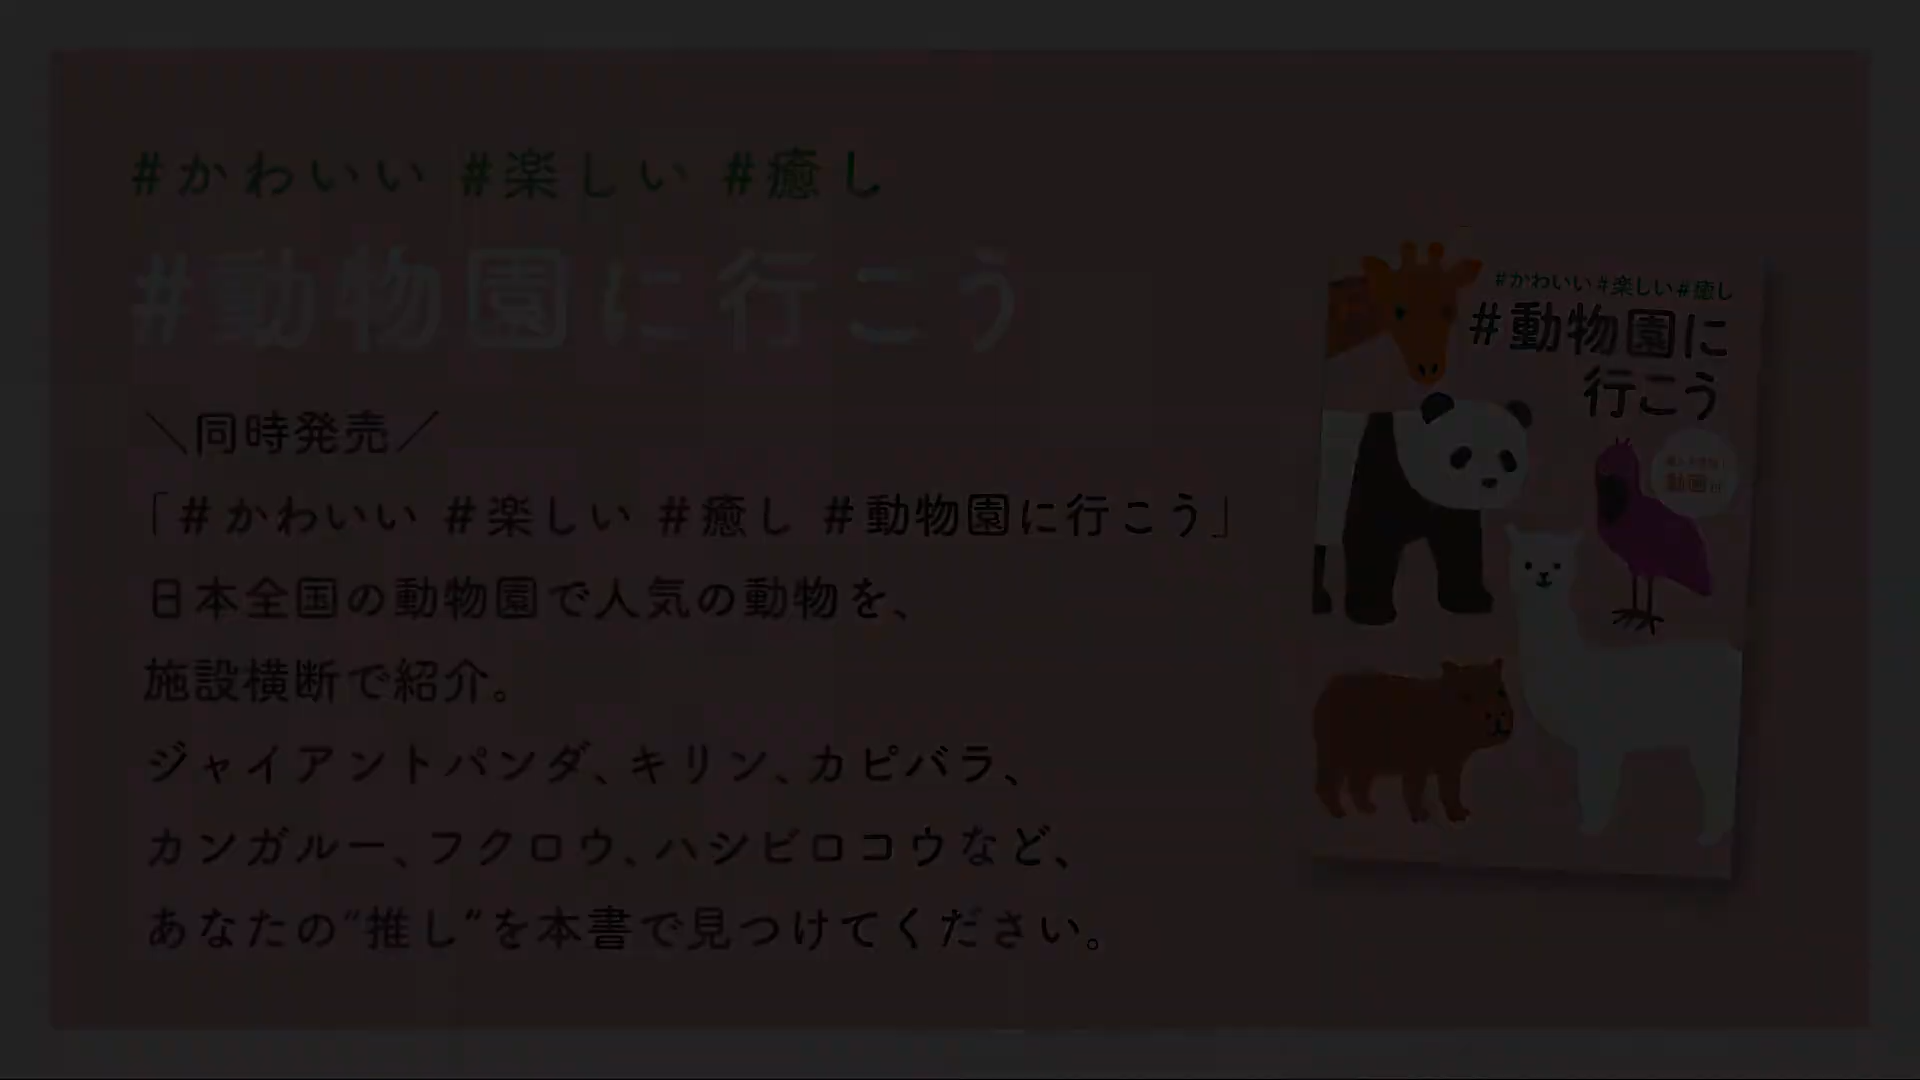 #かわいい #楽しい #癒し
#動物園に行こう
＼同時発売／
「#かわいい #楽しい #癒し #動物園に行こう」
日本全国の動物園で人気の動物を、
施設横断で紹介。
ジャイアントパンダ、キリン、カピバラ、
カンガルー、フクロウ、ハシビロコウなど、
あなたの“推し”を本書で見つけてください。
#かわいい#楽しい#癒し
#動物園に
行こう
動画